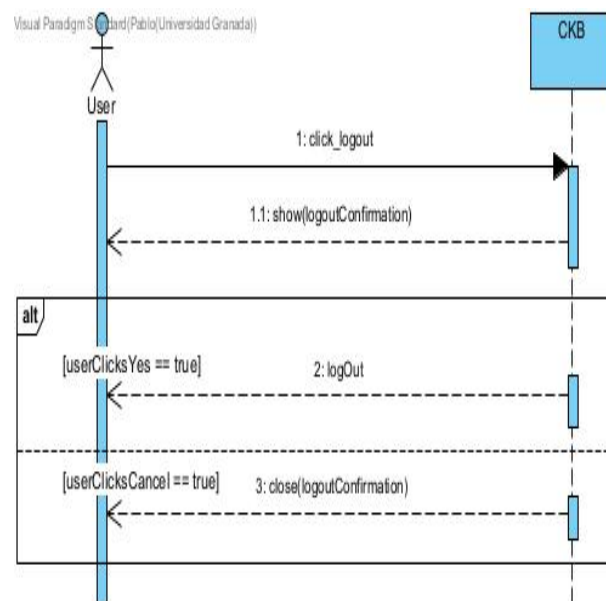 Visual Paradigm Standard(Pablo(Universidad Granada))
CKB
User
1: click_logout
1.1: show(logoutConfirmation)
alt
[userClicksYes == true]
2: logOut
[userClicksCancel == true]
3: close(logoutConfirmation)